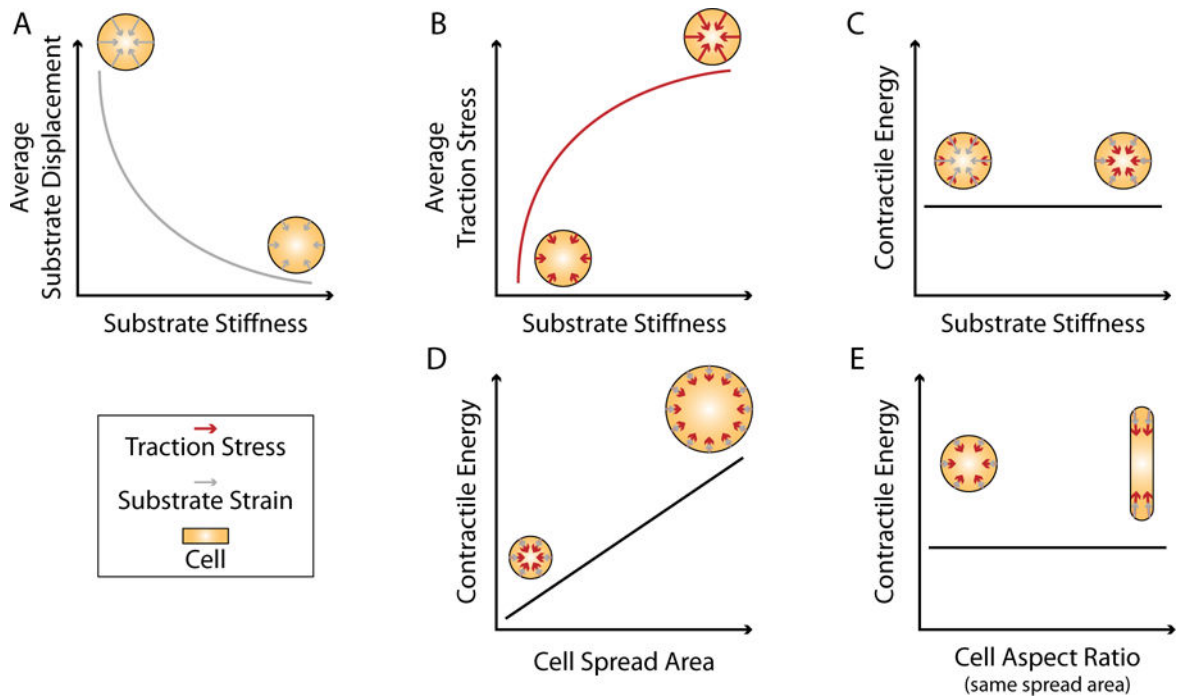 A
Average
Substrate Displacement
Substrate Stiffness
B
Average
Traction Stress
Substrate Stiffness
C
Contractile Energy
Substrate Stiffness
Traction Stress
Substrate Strain
Cell
D
Contractile Energy
Cell Spread Area
E
Contractile Energy
Cell Aspect Ratio
(same spread area)